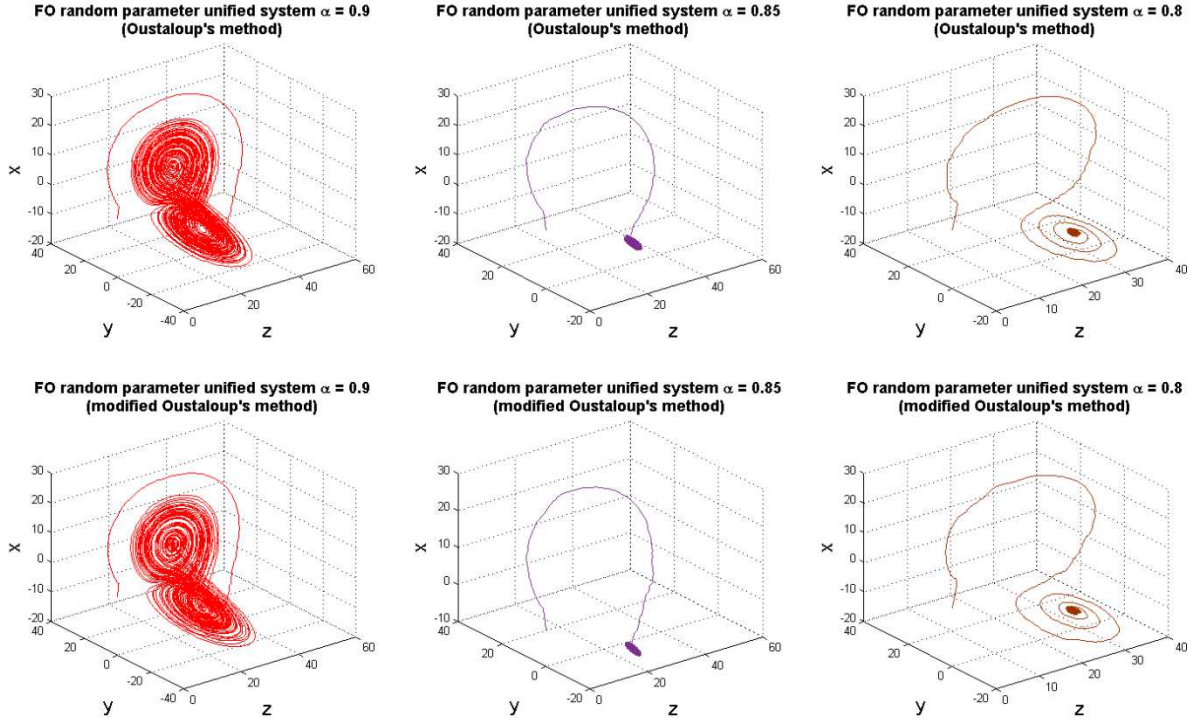 FO random parameter unified system α = 0.9
(Oustaloup's method)
30
20
10
0
-10
-20
x
40
20
0
-20
-40
y
0
20
40
60
z
FO random parameter unified system α = 0.85
(Oustaloup's method)
30
20
10
0
-10
-20
x
40
20
0
-20
y
0
20
40
60
z
FO random parameter unified system α = 0.8
(Oustaloup's method)
30
20
10
0
-10
-20
x
40
20
0
-20
y
0
10
20
30
40
z
FO random parameter unified system α = 0.9
(modified Oustaloup's method)
30
20
10
0
-10
-20
x
40
20
0
-20
-40
y
0
20
40
60
z
FO random parameter unified system α = 0.85
(modified Oustaloup's method)
30
20
10
0
-10
x
40
20
0
-20
y
0
20
40
60
z
FO random parameter unified system α = 0.8
(modified Oustaloup's method)
30
20
10
0
-10
-20
x
40
20
0
-20
y
0
10
20
30
40
z